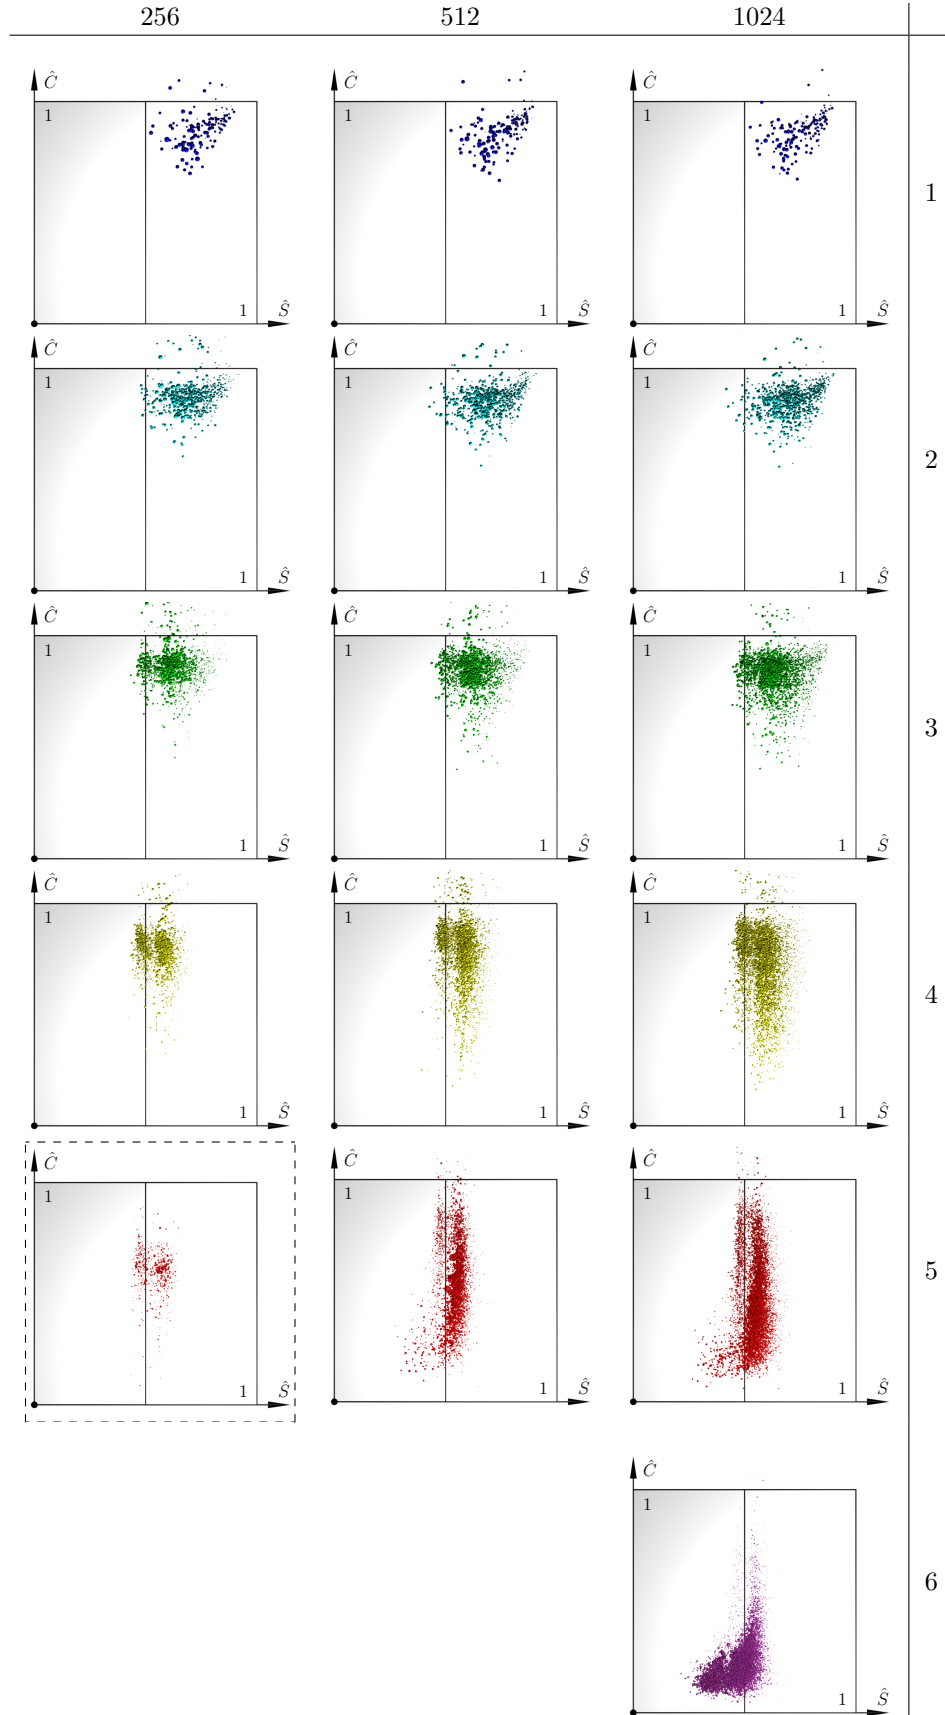 256 512 1024
Ĉ Ĉ Ĉ
1 1 1
1
1 Ŝ 1 Ŝ 1 Ŝ
Ĉ Ĉ Ĉ
1 1 1
2
1 Ŝ 1 Ŝ 1 Ŝ
Ĉ Ĉ Ĉ
1 1 1
3
1 Ŝ 1 Ŝ 1 Ŝ
Ĉ Ĉ Ĉ
1 1 1
4
1 Ŝ 1 Ŝ 1 Ŝ
Ĉ Ĉ Ĉ
1 1 1
5
1 Ŝ 1 Ŝ 1 Ŝ
Ĉ
1
6
1 Ŝ